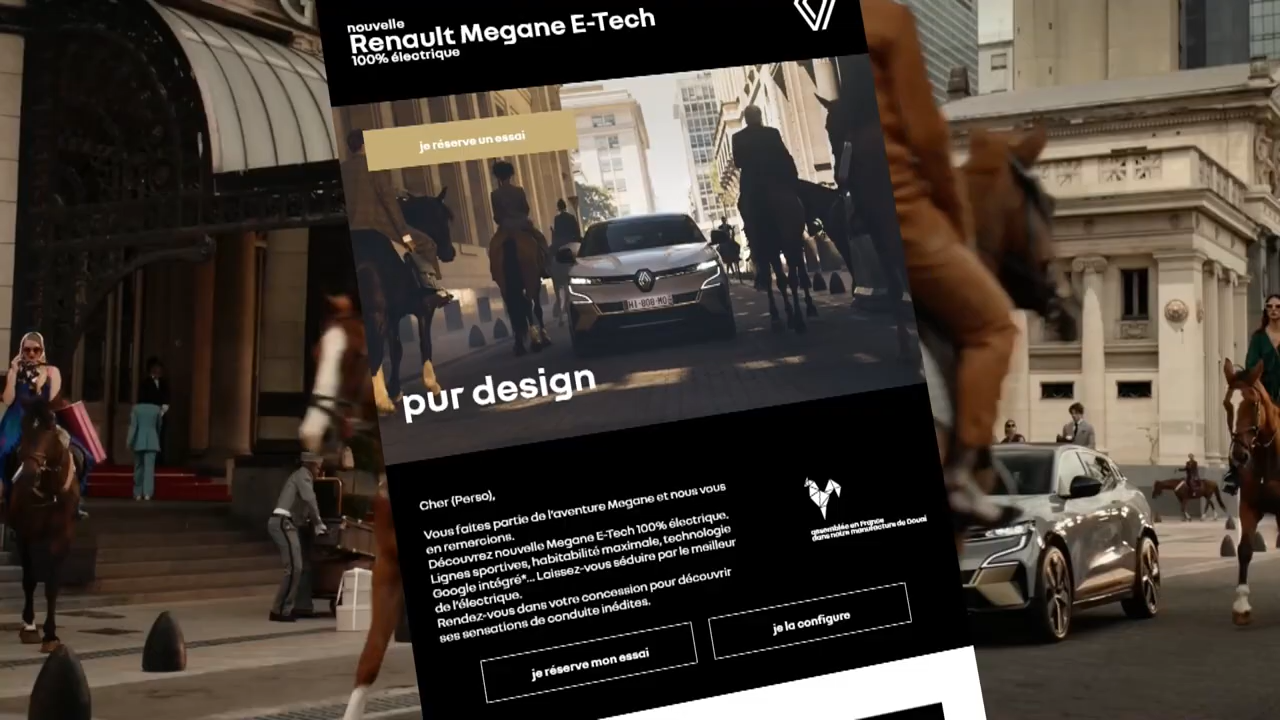 nouvelle
Renault Megane E-Tech
100% électrique
je réserve un essai
HI-808-MO
pur design
Cher (Perso),
Vous faites partie de l'aventure Megane et nous vous
en remercions.
Découvrez nouvelle Megane E-Tech 100% électrique.
Lignes sportives, habitabilité maximale, technologie
Google intégré*... Laissez-vous séduire par le meilleur
de l'électrique.
Rendez-vous dans votre concession pour découvrir
ses sensations de conduite inédites.
assemblée en France
dans notre manufacture de Douai
je réserve mon essai
je la configure